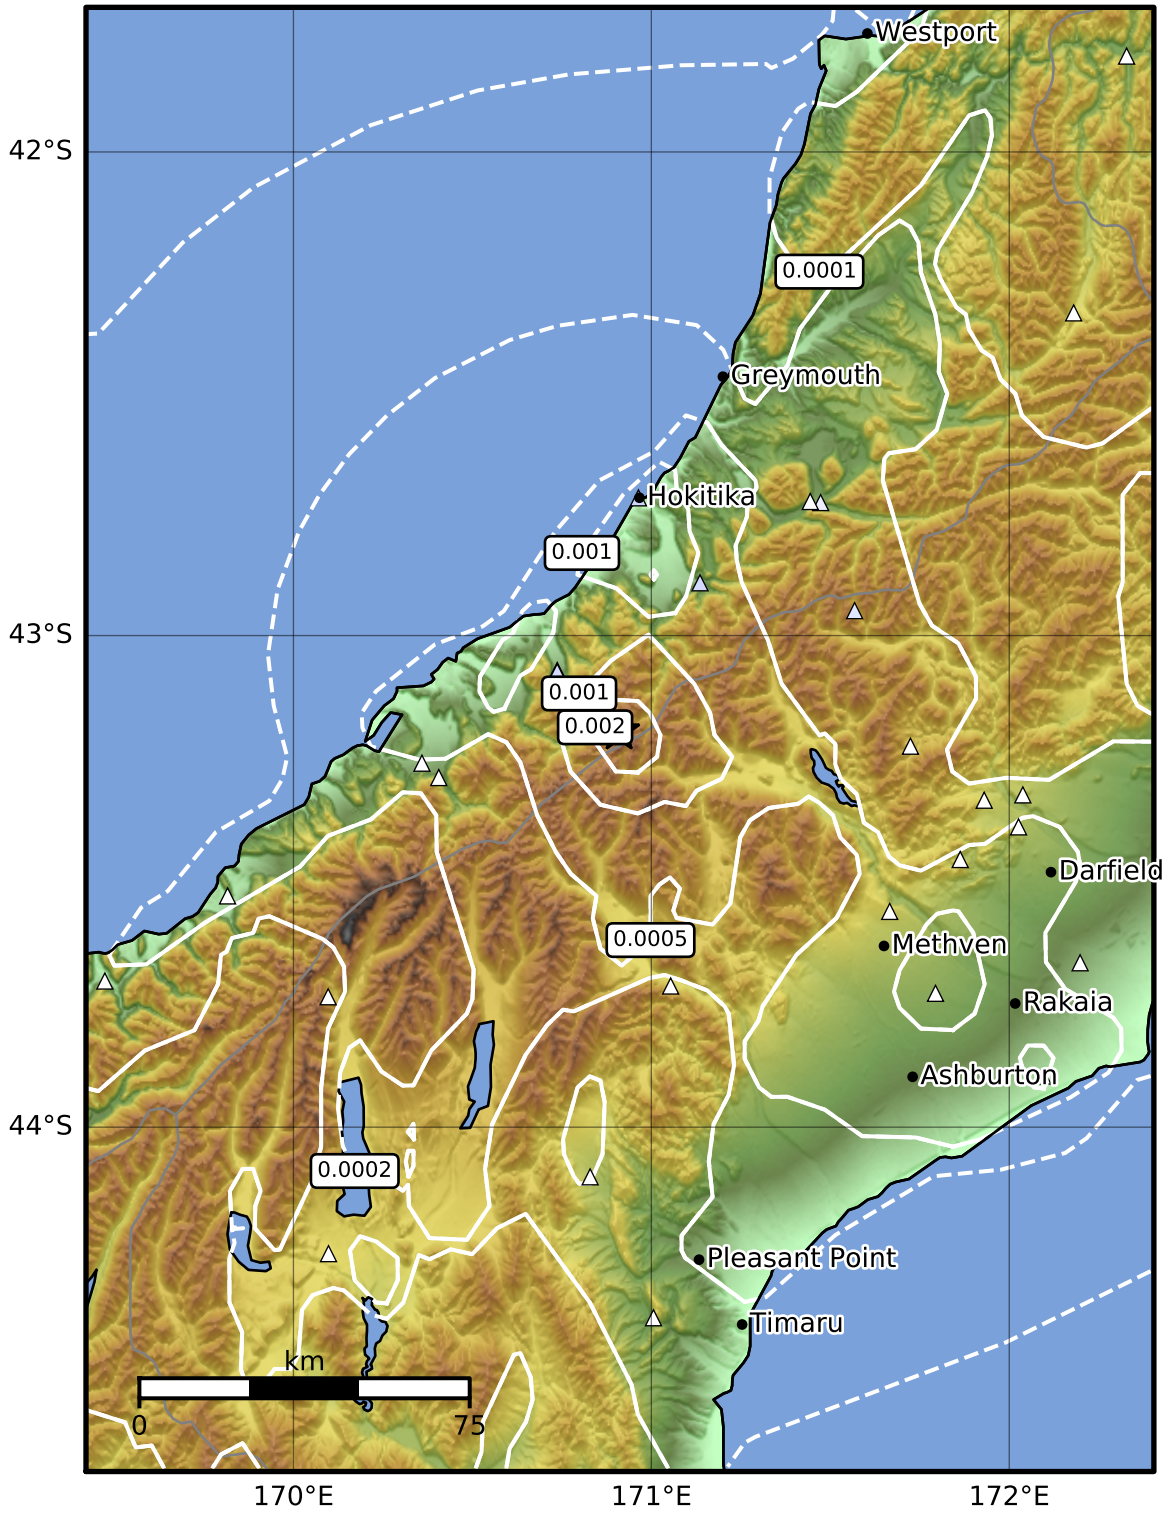 Westport
42°S
0.0001
Greymouth
Hokitika
0.001
43°S
0.001
0.002
Darfield
0.0005
Methven
Rakaia
Ashburton
44°S
0.0002
Pleasant Point
Timaru
km
0 75
170°E 171°E 172°E